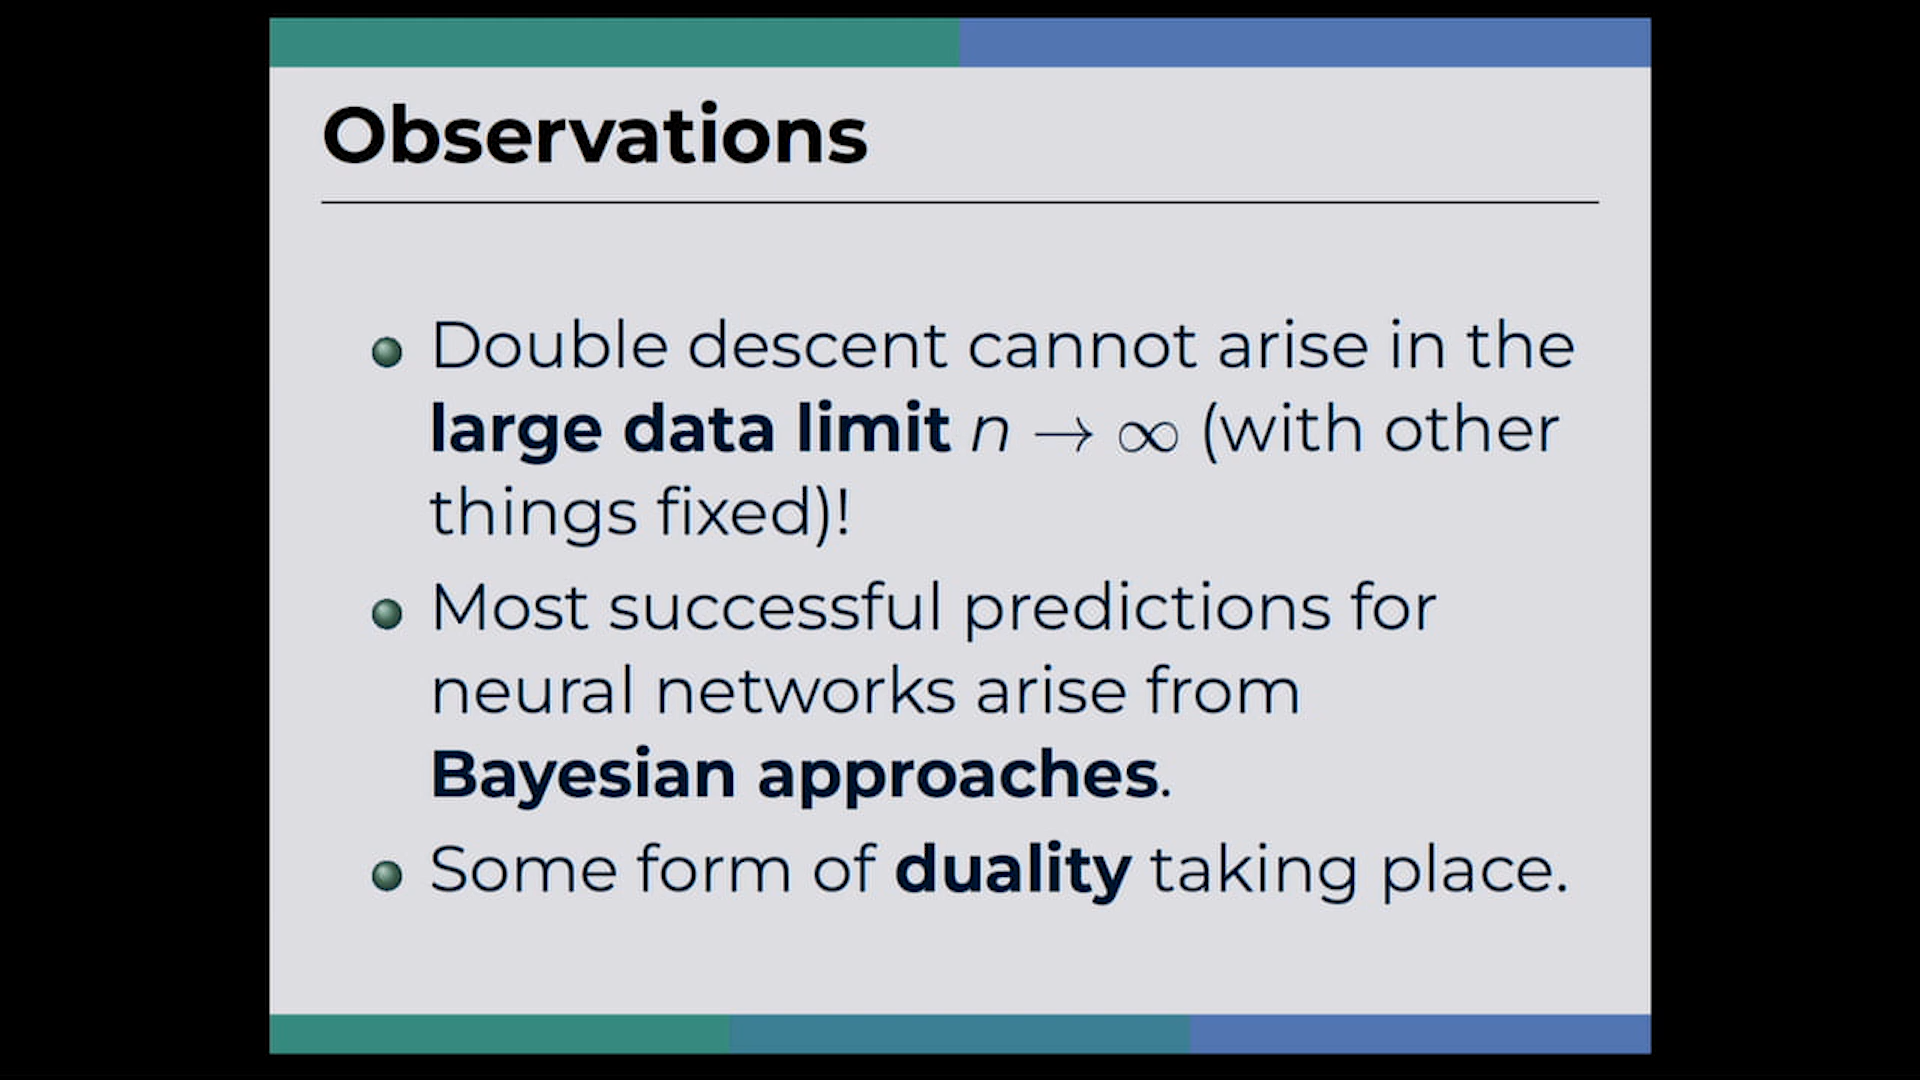 Observations
Double descent cannot arise in the
large data limit n → ∞ (with other
things fixed)!
Most successful predictions for
neural networks arise from
Bayesian approaches.
Some form of duality taking place.